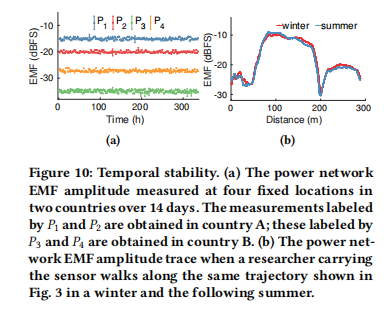 P1 P2 P3 P4
-10
-20
-30
EMF (dBFS)
0 100 200 300
Time (h)
(a)
winter summer
-10
-20
-30
EMF (dBFS)
0 100 200 300
Distance (m)
(b)
Figure 10: Temporal stability. (a) The power network
EMF amplitude measured at four fixed locations in
two countries over 14 days. The measurements labeled
by P1 and P2 are obtained in country A; these labeled by
P3 and P4 are obtained in country B. (b) The power net-
work EMF amplitude trace when a researcher carrying
the sensor walks along the same trajectory shown in
Fig. 3 in a winter and the following summer.